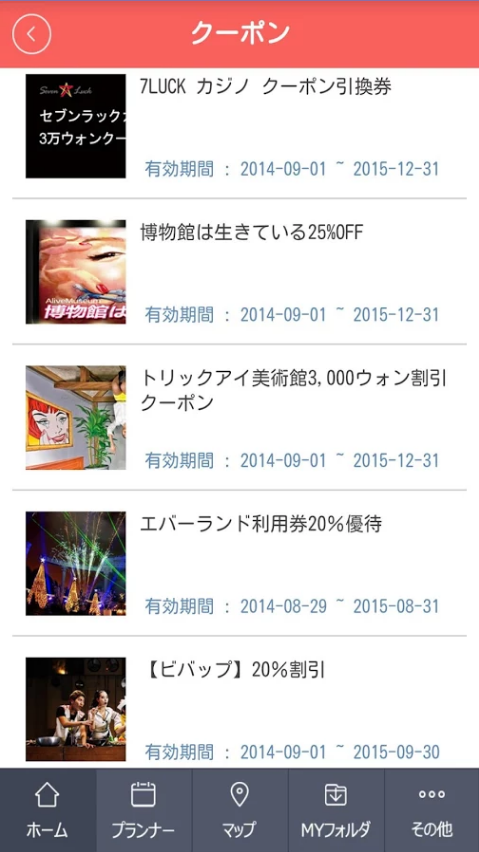 クーポン
Seven Luck
セブンラックカ
3万ウォンクー
7LUCK カジノ クーポン引換券
有効期間 : 2014-09-01 ~ 2015-12-31
AliveMuseum
博物館は
博物館は生きている25%OFF
有効期間 : 2014-09-01 ~ 2015-12-31
トリックアイ美術館3,000ウォン割引
クーポン
有効期間 : 2014-09-01 ~ 2015-12-31
エバーランド利用券20%優待
有効期間 : 2014-08-29 ~ 2015-08-31
【ビバップ】20%割引
有効期間 : 2014-09-01 ~ 2015-09-30
ホーム
プランナー
マップ
MYフォルダ
その他